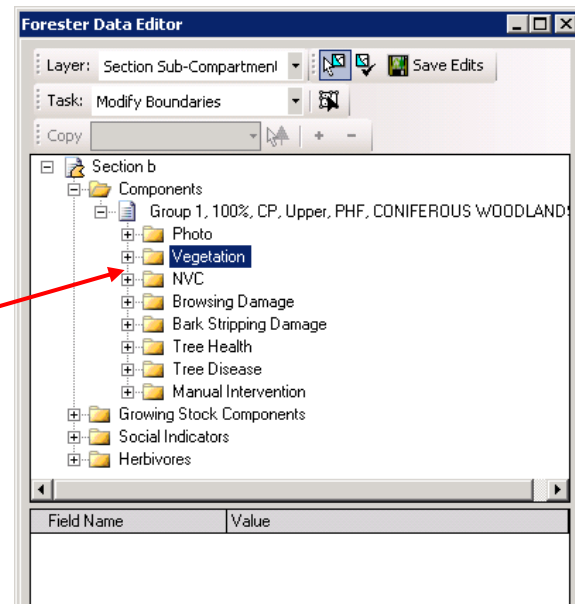 Forester Data Editor
Layer: Section Sub-Compartment Save Edits
Task: Modify Boundaries
Copy + -
Section b
Components
Group 1, 100%, CP, Upper, PHF, CONIFEROUS WOODLANDS
Photo
Vegetation
NVC
Browsing Damage
Bark Stripping Damage
Tree Health
Tree Disease
Manual Intervention
Growing Stock Components
Social Indicators
Herbivores
Field Name Value